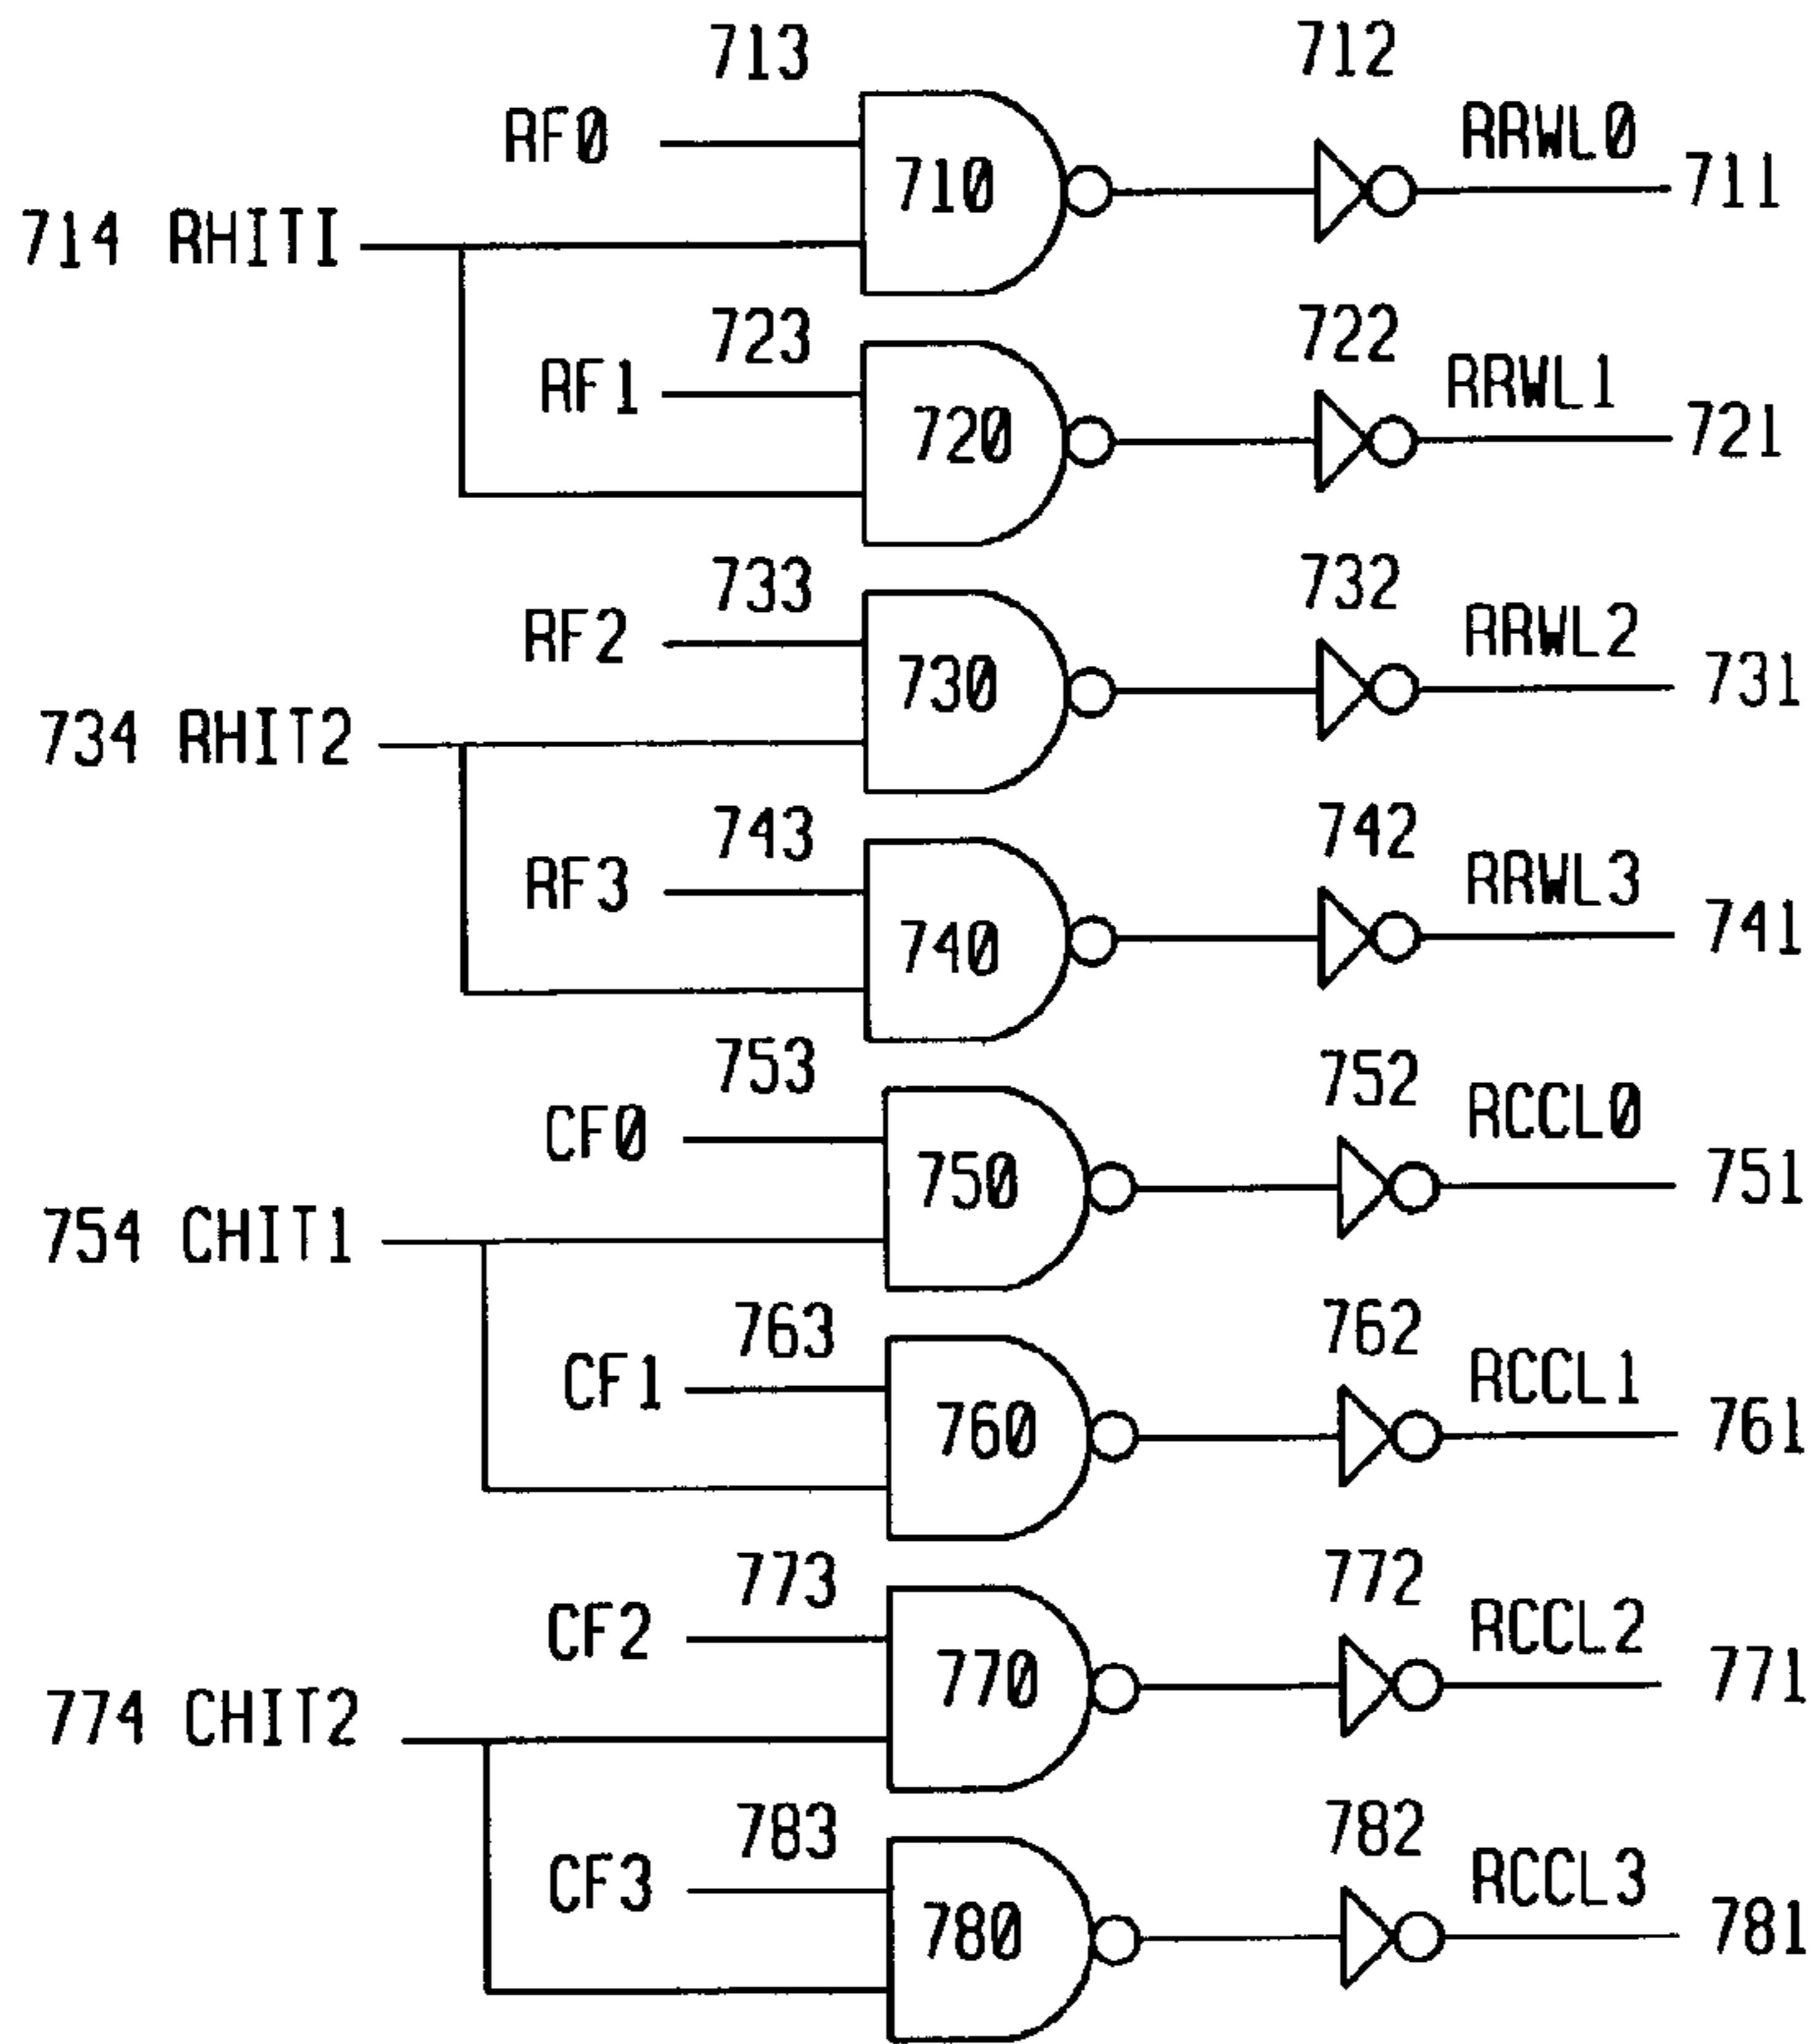 713 712
RF0 710 RRWL0 711
714 RHITI
723 722
RF1 720 RRWL1 721
733 732
RF2 730 RRWL2 731
734 RHIT2
743 742
RF3 740 RRWL3 741
753 752
CF0 750 RCCL0 751
754 CHIT1
763 762
CF1 760 RCCL1 761
773 772
CF2 770 RCCL2 771
774 CHIT2
783 782
CF3 780 RCCL3 781